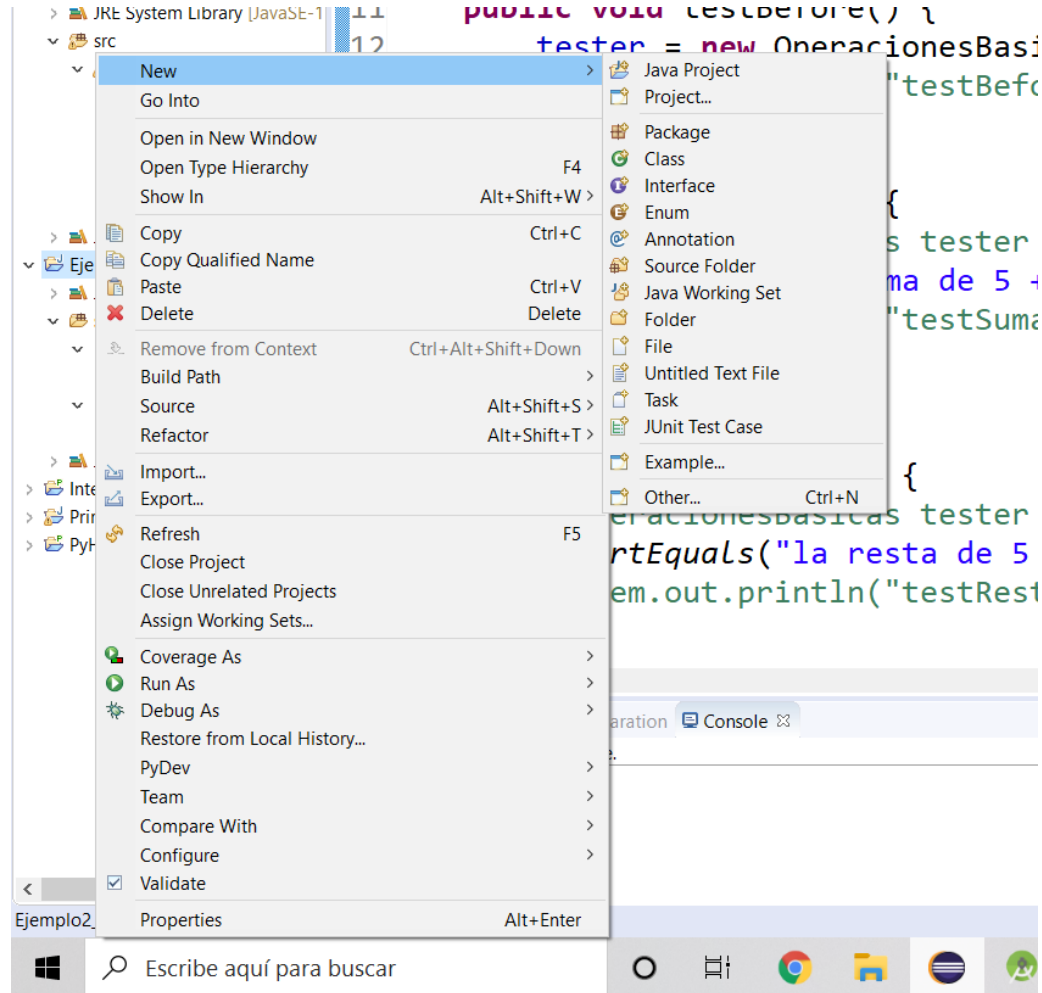 JRE System Library [JavaSE-1
src
11
12
public void testBefore() {
tester = new OperacionesBasi
"testBefo
{
s tester
ma de 5 +
"testSuma
{
eracionesBasicas tester
rtEquals("la resta de 5
em.out.println("testRest
Eje
Inte
Prin
PyH
New
Go Into
Open in New Window
Open Type Hierarchy F4
Show In Alt+Shift+W >
Copy Ctrl+C
Copy Qualified Name
Paste Ctrl+V
Delete Delete
Remove from Context Ctrl+Alt+Shift+Down
Build Path
Source Alt+Shift+S >
Refactor Alt+Shift+T >
Import...
Export...
Refresh F5
Close Project
Close Unrelated Projects
Assign Working Sets...
Coverage As
Run As
Debug As
Restore from Local History...
PyDev
Team
Compare With
Configure
Validate
Properties Alt+Enter
Java Project
Project...
Package
Class
Interface
Enum
Annotation
Source Folder
Java Working Set
Folder
File
Untitled Text File
Task
JUnit Test Case
Example...
Other... Ctrl+N
aration Console
e.
Ejemplo2_
Escribe aquí para buscar